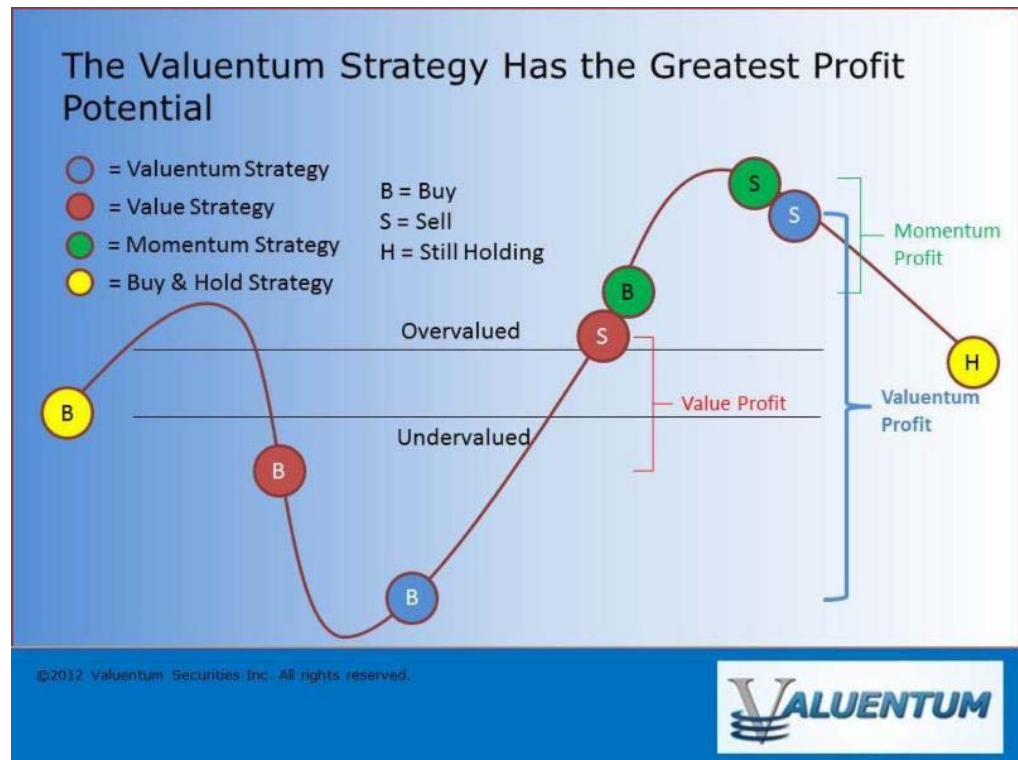 The Valuentum Strategy Has the Greatest Profit
Potential
= Valuentum Strategy
= Value Strategy
= Momentum Strategy
= Buy & Hold Strategy
B = Buy
S = Sell
H = Still Holding
S
S
Momentum
Profit
B
Overvalued
S
H
B
Value Profit
Valuentum
Profit
Undervalued
B
B
©2012 Valuentum Securities Inc. All rights reserved.
VALUENTUM